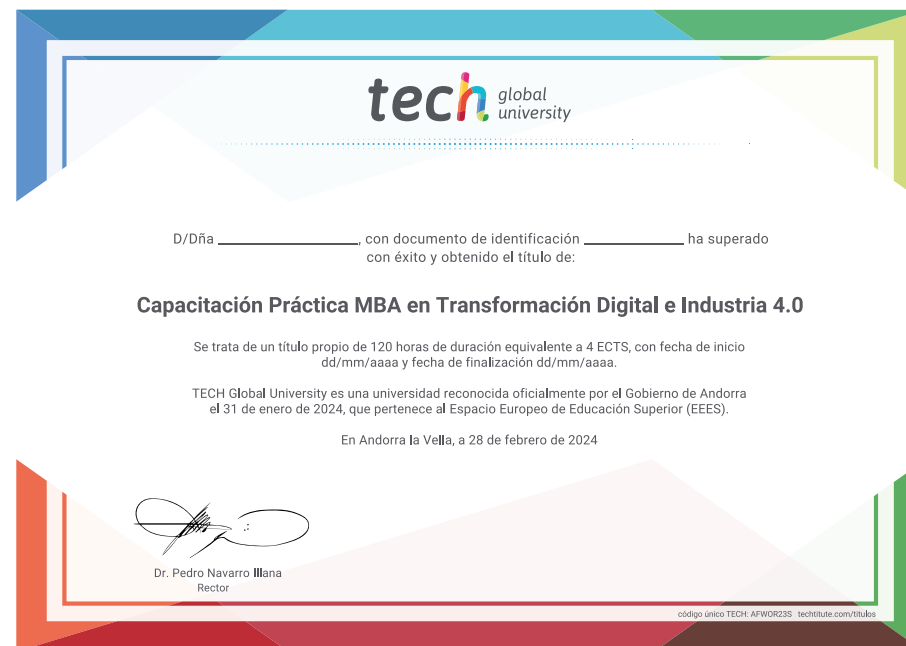 tech global university
D/Dña ______________, con documento de identificación __________ ha superado
con éxito y obtenido el título de:
Capacitación Práctica MBA en Transformación Digital e Industria 4.0
Se trata de un título propio de 120 horas de duración equivalente a 4 ECTS, con fecha de inicio
dd/mm/aaaa y fecha de finalización dd/mm/aaaa.
TECH Global University es una universidad reconocida oficialmente por el Gobierno de Andorra
el 31 de enero de 2024, que pertenece al Espacio Europeo de Educación Superior (EEES).
En Andorra la Vella, a 28 de febrero de 2024
Dr. Pedro Navarro Illana
Rector
código único TECH: AFWOR23S techtitute.com/titulos